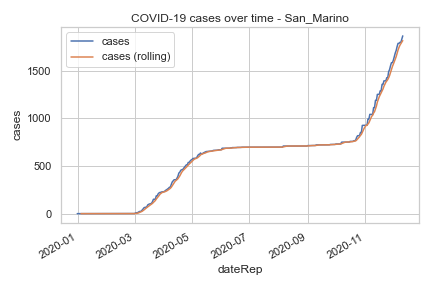 COVID-19 cases over time - San_Marino
cases
cases (rolling)
1500
1000
500
0
cases
2020-01
2020-03
2020-05
2020-07
2020-09
2020-11
dateRep